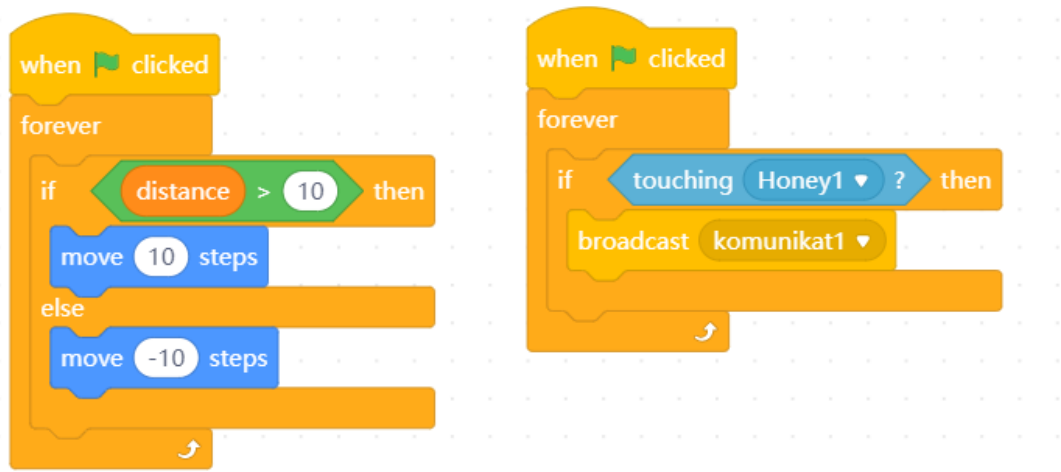 when clicked
forever
if distance > 10 then
move 10 steps
else
move -10 steps
when clicked
forever
if touching Honey1 ? then
broadcast komunikat1